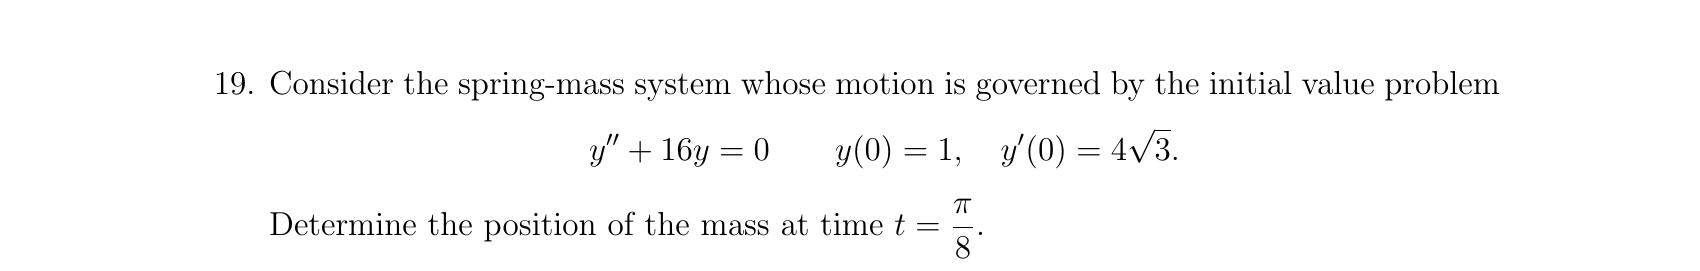 19. Consider the spring-mass system whose motion is governed by the initial value problem
y″ + 16y = 0 y(0) = 1, y′(0) = 4√3.
Determine the position of the mass at time t = π/8.